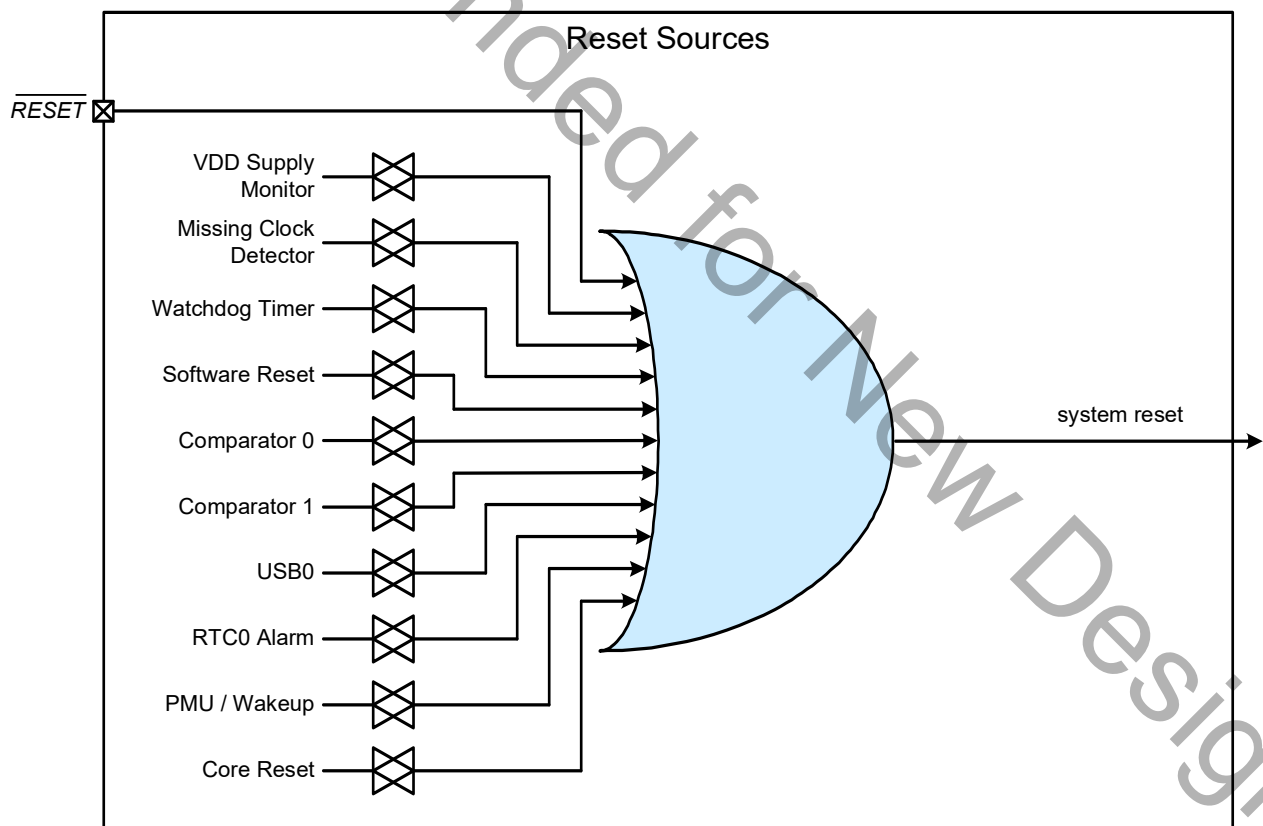 Reset Sources
RESET
VDD Supply
Monitor
Missing Clock
Detector
Watchdog Timer
Software Reset
Comparator 0
Comparator 1
USB0
RTC0 Alarm
PMU / Wakeup
Core Reset
system reset
nded for New Design